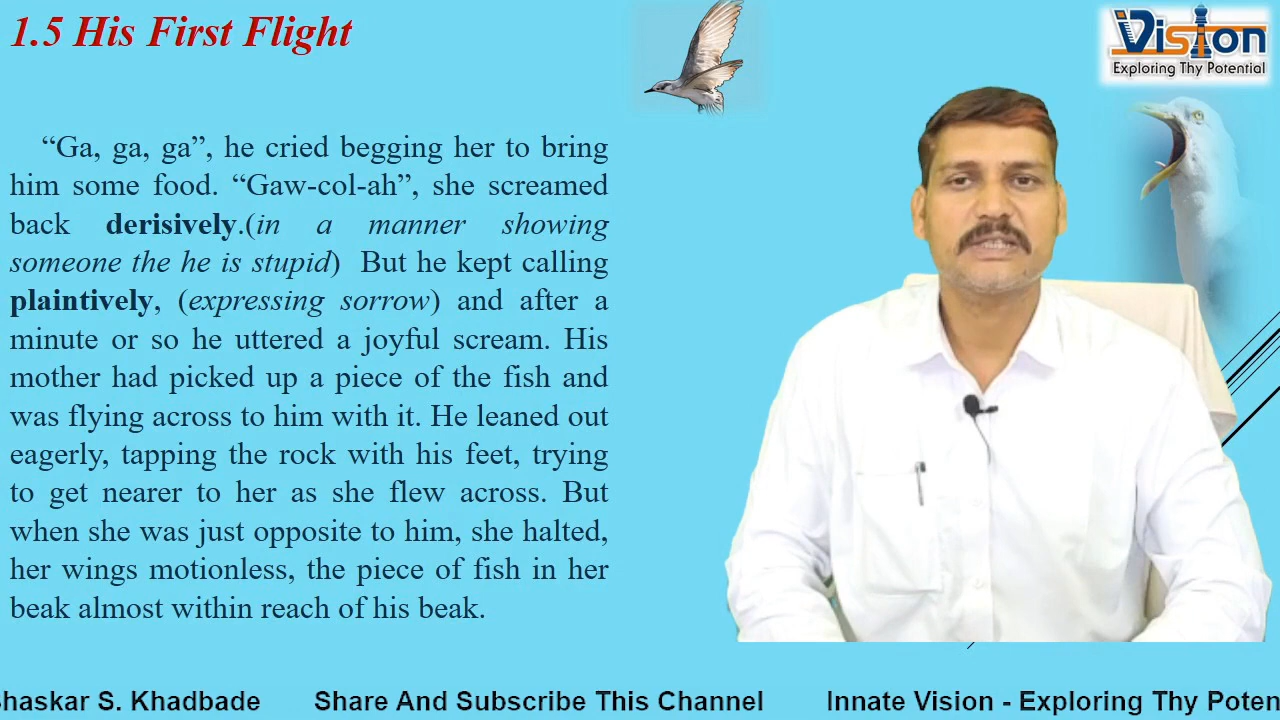 1.5 His First Flight
Vision
Exploring Thy Potential
“Ga, ga, ga”, he cried begging her to bring
him some food. “Gaw-col-ah”, she screamed
back derisively.(in a manner showing
someone the he is stupid) But he kept calling
plaintively, (expressing sorrow) and after a
minute or so he uttered a joyful scream. His
mother had picked up a piece of the fish and
was flying across to him with it. He leaned out
eagerly, tapping the rock with his feet, trying
to get nearer to her as she flew across. But
when she was just opposite to him, she halted,
her wings motionless, the piece of fish in her
beak almost within reach of his beak.
haskar S. Khadbade Share And Subscribe This Channel Innate Vision - Exploring Thy Poten